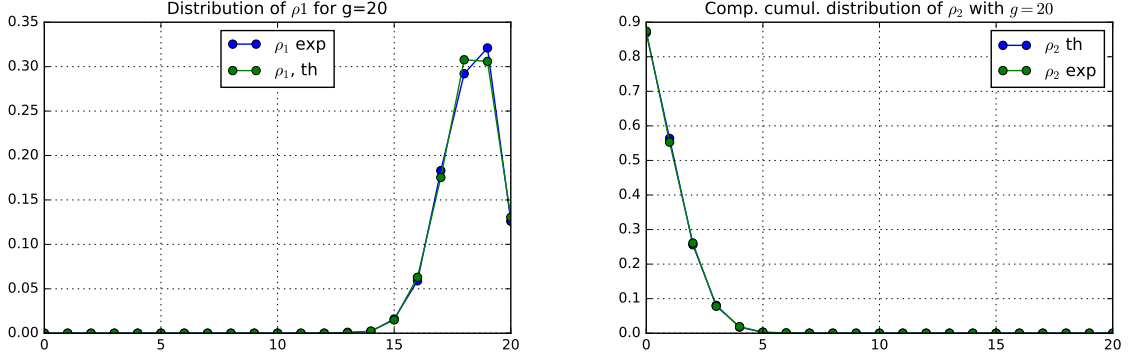 Distribution of ρ1 for g=20
0.35
0.30
0.25
0.20
0.15
0.10
0.05
0.00
0 5 10 15 20
ρ₁ exp
ρ₁, th
Comp. cumul. distribution of ρ₂ with g = 20
0.9
0.8
0.7
0.6
0.5
0.4
0.3
0.2
0.1
0.0
0 5 10 15 20
ρ₂ th
ρ₂ exp